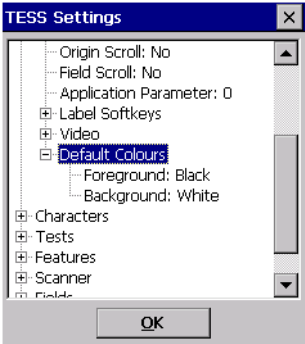 TESS Settings
Origin Scroll: No
Field Scroll: No
Application Parameter: 0
Label Softkeys
Video
Default Colours
Foreground: Black
Background: White
Characters
Tests
Features
Scanner
Fields
OK